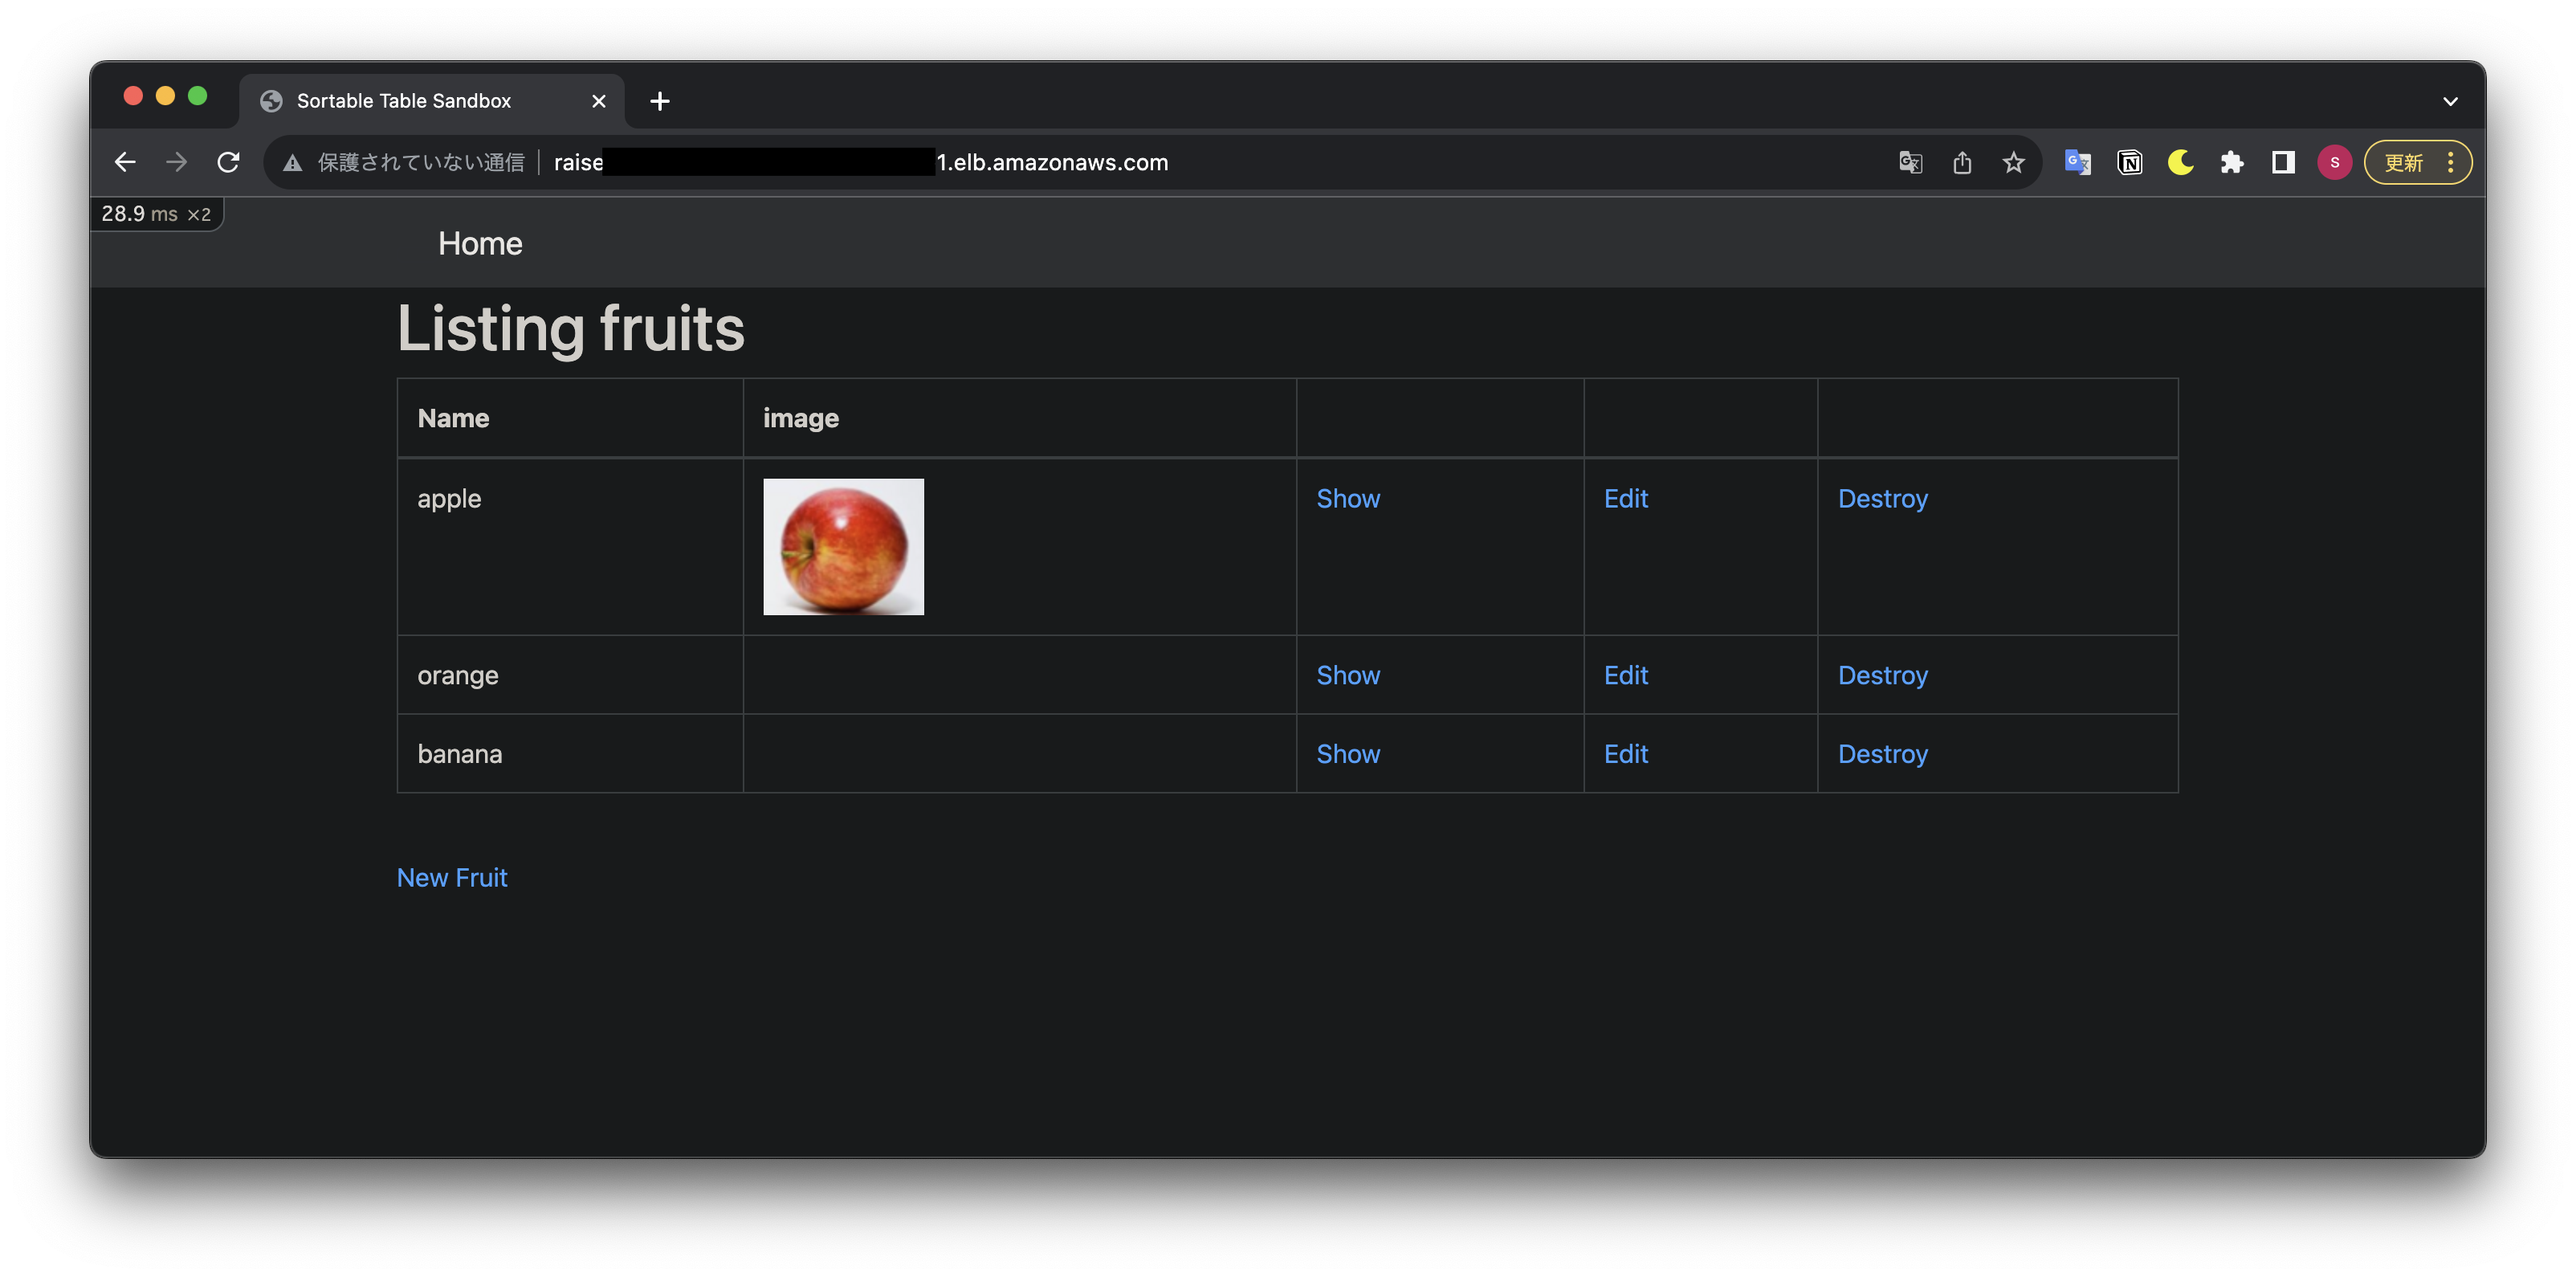 Sortable Table Sandbox
保護されていない通信 raise 1.elb.amazonaws.com S 更新
28.9 ms ×2
Home
Listing fruits
Name image
apple Show Edit Destroy
orange Show Edit Destroy
banana Show Edit Destroy
New Fruit